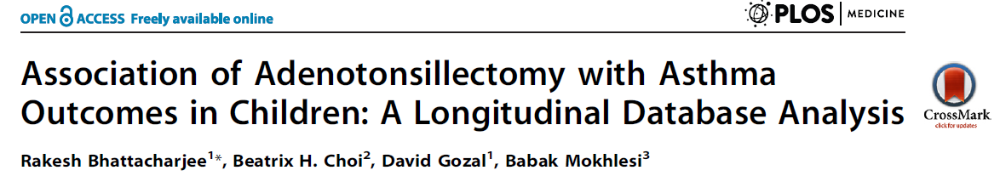 OPEN ACCESS Freely available online
PLOS | MEDICINE
Association of Adenotonsillectomy with Asthma
Outcomes in Children: A Longitudinal Database Analysis
CrossMark
click for updates
Rakesh Bhattacharjee1*, Beatrix H. Choi2, David Gozal1, Babak Mokhlesi3